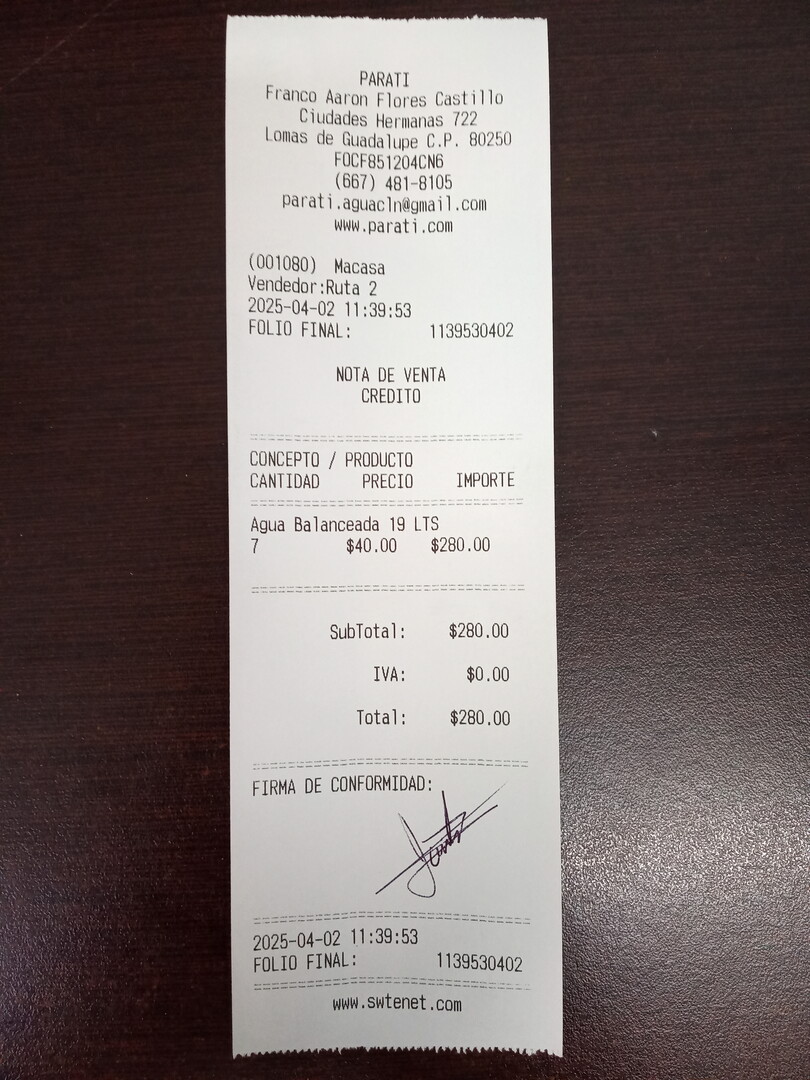 PARATI
Franco Aaron Flores Castillo
Ciudades Hermanas 722
Lomas de Guadalupe C.P. 80250
FOCF851204CN6
(667) 481-8105
parati.aguacln@gmail.com
www.parati.com
(001080) Macasa
Vendedor:Ruta 2
2025-04-02 11:39:53
FOLIO FINAL: 1139530402
NOTA DE VENTA
CREDITO
CONCEPTO / PRODUCTO
CANTIDAD PRECIO IMPORTE
Agua Balanceada 19 LTS
7 $40.00 $280.00
SubTotal: $280.00
IVA: $0.00
Total: $280.00
FIRMA DE CONFORMIDAD:
2025-04-02 11:39:53
FOLIO FINAL: 1139530402
www.swtenet.com